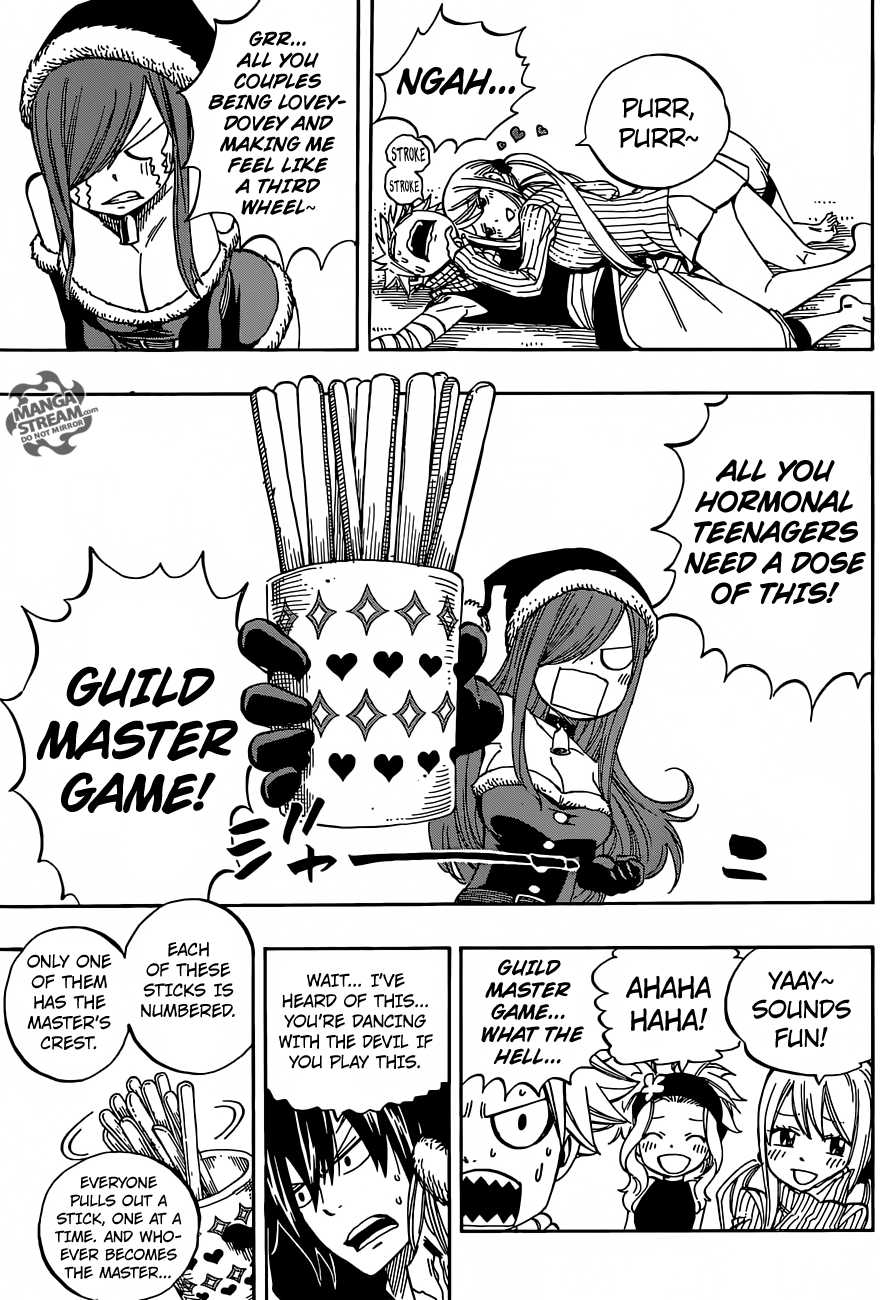 PURR,
PURR~
NGAH...
STROKE
STROKE
GRR...
ALL YOU
COUPLES
BEING LOVEY-
DOVEY AND
MAKING ME
FEEL LIKE
A THIRD
WHEEL~
MANGA
STREAM.com
DO NOT MIRROR
ALL YOU
HORMONAL
TEENAGERS
NEED A DOSE
OF THIS!
GUILD
MASTER
GAME!
ジャーン
YAAY~
SOUNDS
FUN!
AHAHA
HAHA!
GUILD
MASTER
GAME...
WHAT THE
HELL...
WAIT... I'VE
HEARD OF THIS...
YOU'RE DANCING
WITH THE DEVIL IF
YOU PLAY THIS.
EACH
OF THESE
STICKS IS
NUMBERED.
ONLY ONE
OF THEM
HAS THE
MASTER'S
CREST.
EVERYONE
PULLS OUT A
STICK, ONE AT A
TIME. AND WHO-
EVER BECOMES
THE MASTER...